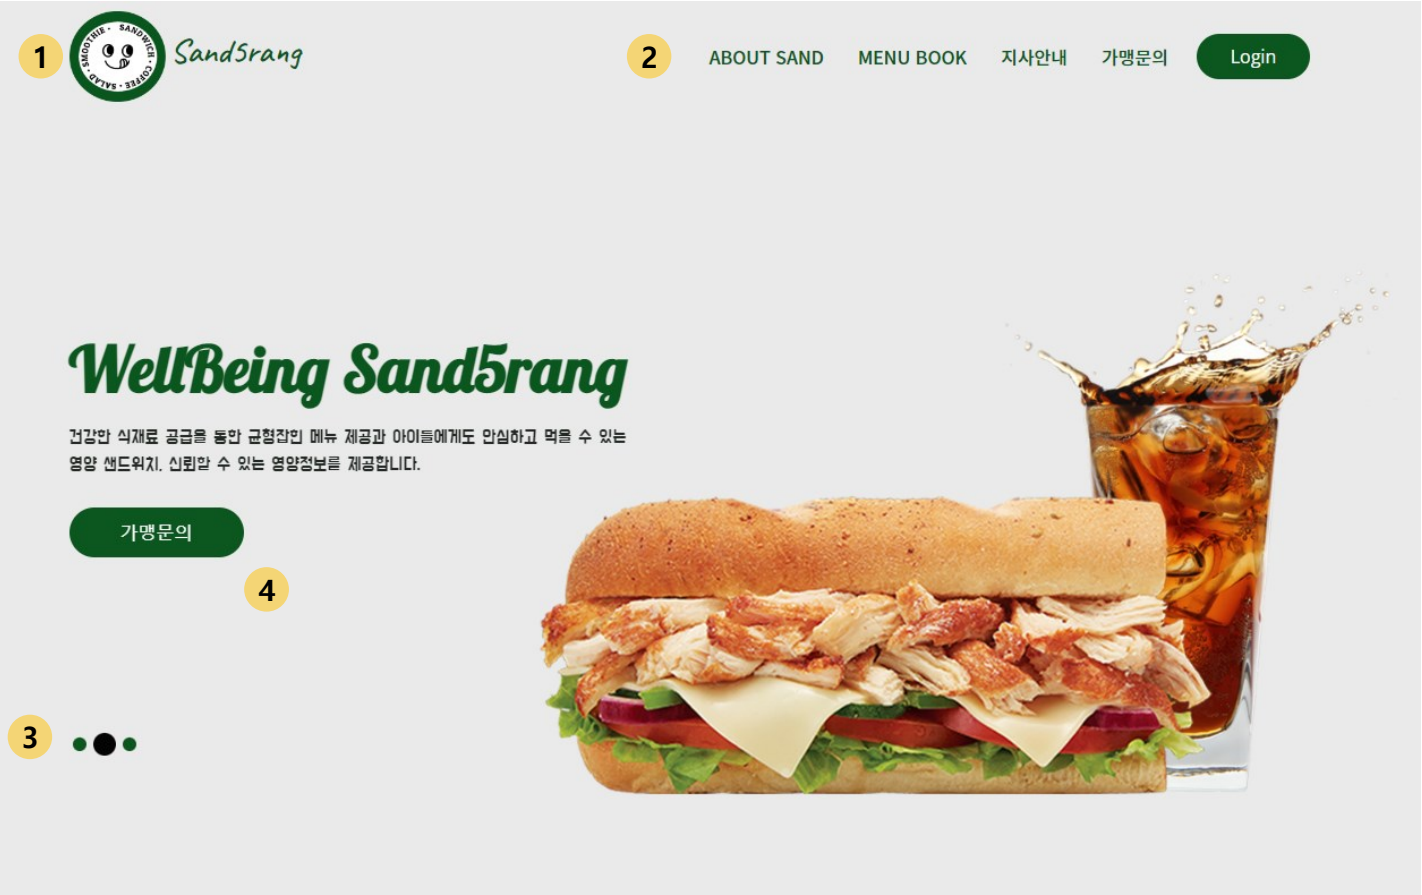 1
SANDWICH · COFFEE · SALAD · SMOOTHIE ·
Sand5rang
2
ABOUT SAND
MENU BOOK
지사안내
가맹문의
Login
WellBeing Sand5rang
건강한 식재료 공급을 통한 균형잡힌 메뉴 제공과 아이들에게도 안심하고 먹을 수 있는
영양 샌드위치, 신뢰할 수 있는 영양정보를 제공합니다.
가맹문의
4
3